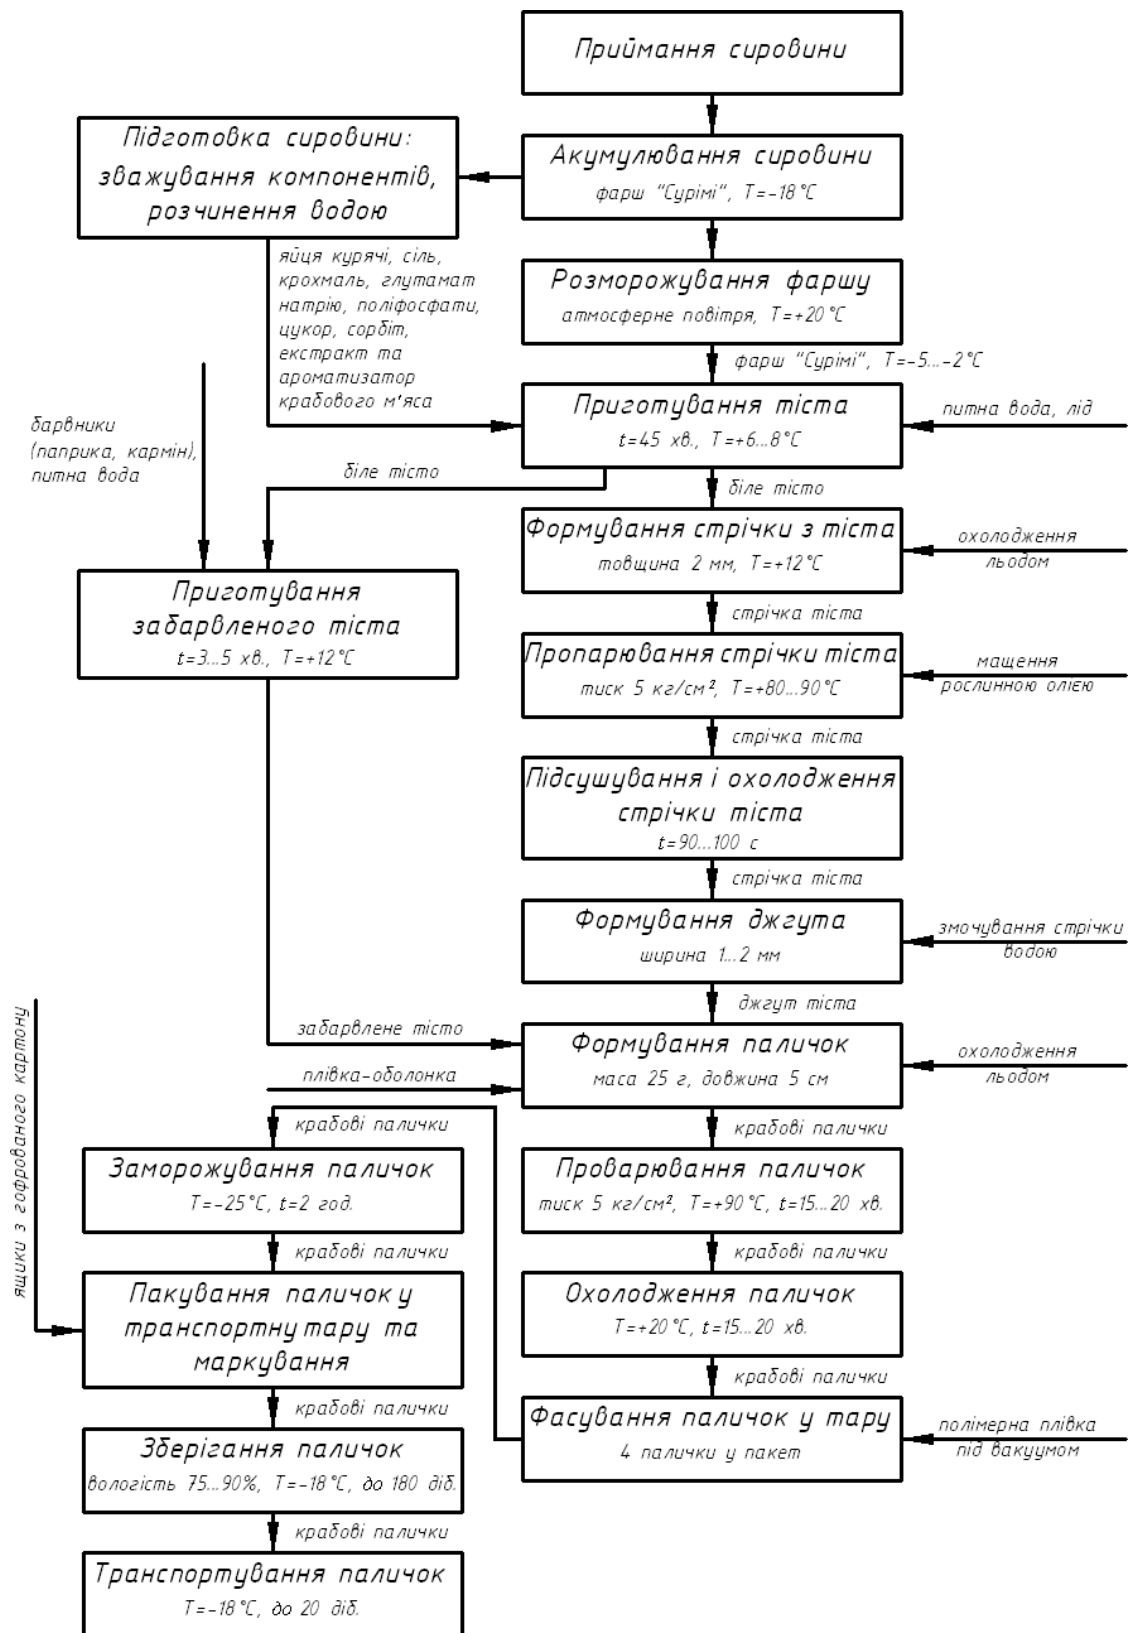 Приймання сировини
Підготовка сировини:
зважування компонентів,
розчинення водою
Акумулювання сировини
фарш "Сурімі", T=-18°C
яйця курячі, сіль,
крохмаль, глутамат
натрію, поліфосфати,
цукор, сорбіт,
екстракт та
ароматизатор
крабового м'яса
Розморожування фаршу
атмосферне повітря, T=+20°C
фарш "Сурімі", T=-5...-2°C
барвники
(паприка, кармін),
питна вода
Приготування тіста
t=45 хв., T=+6...8°C
питна вода, лід
біле тісто
біле тісто
Формування стрічки з тіста
товщина 2 мм, T=+12°C
охолодження
льодом
Приготування
забарвленого тіста
t=3...5 хв., T=+12°C
стрічка тіста
Пропарювання стрічки тіста
тиск 5 кг/см², T=+80...90°C
мащення
рослинною олією
стрічка тіста
Підсушування і охолодження
стрічки тіста
t=90...100 с
стрічка тіста
Формування джгута
ширина 1...2 мм
змочування стрічки
водою
джгут тіста
забарвлене тісто
плівка-оболонка
Формування паличок
маса 25 г, довжина 5 см
охолодження
льодом
крабові палички
крабові палички
Заморожування паличок
T=-25°C, t=2 год.
Проварювання паличок
тиск 5 кг/см², T=+90°C, t=15...20 хв.
ящики з гофрованого картону
крабові палички
крабові палички
Пакування паличок у
транспортну тару та
маркування
Охолодження паличок
T=+20°C, t=15...20 хв.
крабові палички
крабові палички
Зберігання паличок
вологість 75...90%, T=-18°C, до 180 діб.
Фасування паличок у тару
4 палички у пакет
полімерна плівка
під вакуумом
крабові палички
Транспортування паличок
T=-18°C, до 20 діб.